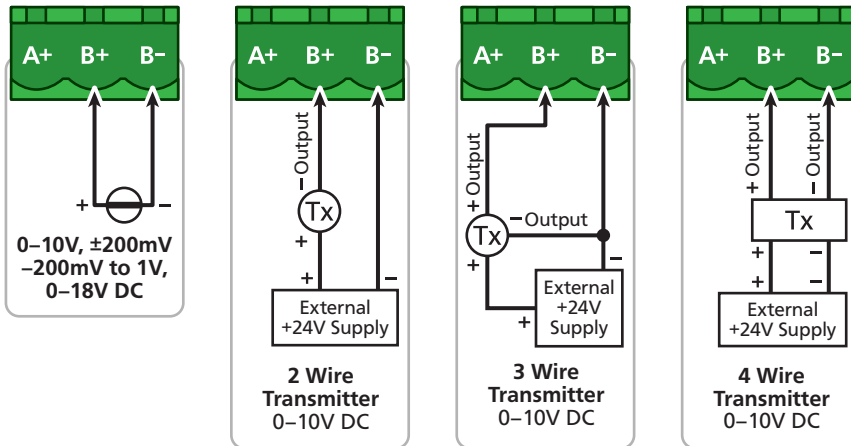 A+ B+ B–
+ –
0–10V, ±200mV
–200mV to 1V,
0–18V DC
A+ B+ B–
– Output
Tx
+
+ –
External
+24V Supply
2 Wire
Transmitter
0–10V DC
A+ B+ B–
+ Output
Tx
– Output
+
–
+
External
+24V
Supply
3 Wire
Transmitter
0–10V DC
A+ B+ B–
+ Output
– Output
Tx
+ –
+ –
External
+24V Supply
4 Wire
Transmitter
0–10V DC